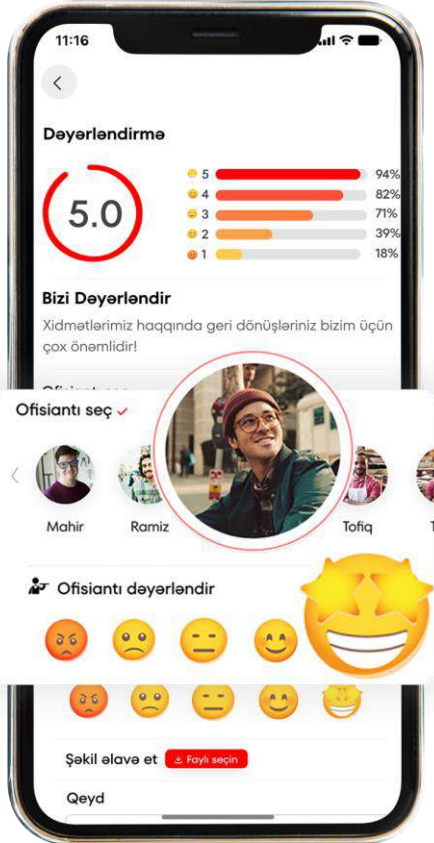 11:16
Dəyərləndirmə
5.0
5 94%
4 82%
3 71%
2 39%
1 18%
Bizi Dəyərləndir
Xidmətlərimiz haqqında geri dönüşləriniz bizim üçün
çox önəmlidir!
Ofisiantı seç
Mahir Ramiz Tofiq
Ofisiantı dəyərləndir
Şəkil əlavə et Faylı seçin
Qeyd